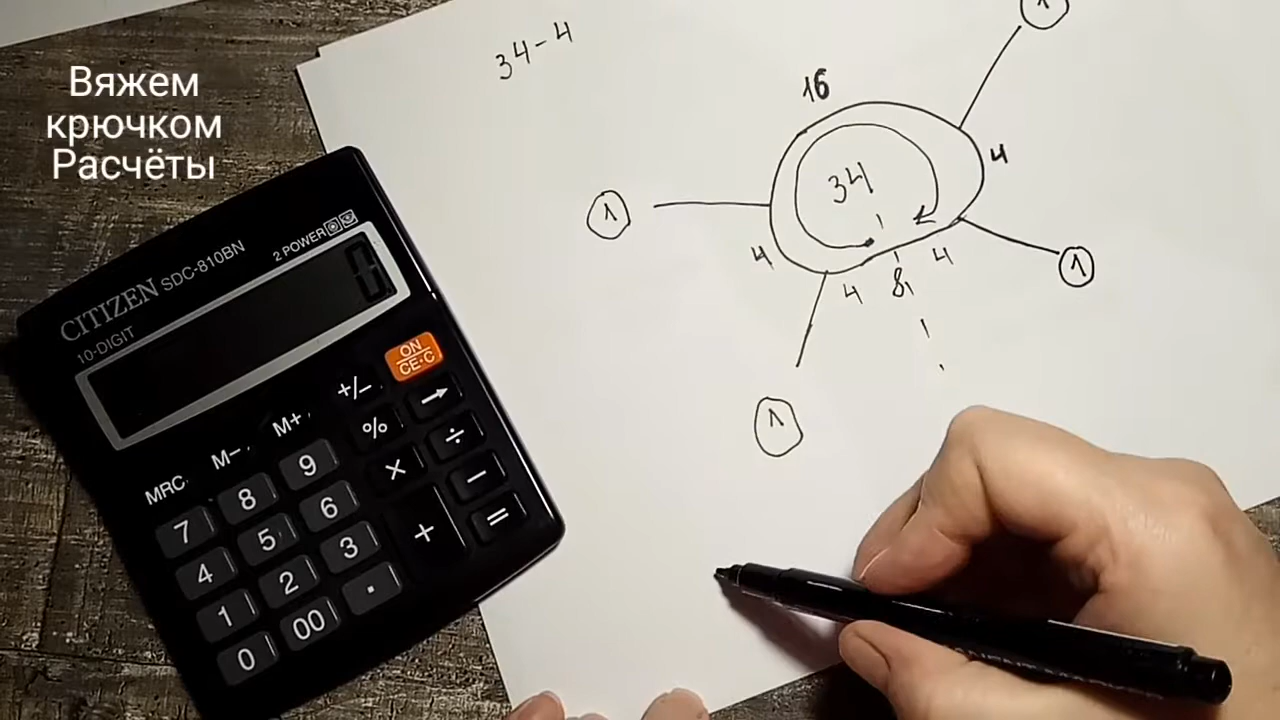 Вяжем
крючком
Расчёты
34-4
16
1
4
34
1
4
4
8
4
1
1
CITIZEN SDC-810BN
2 POWER
10-DIGIT
0
ON
CE·C
MRC M− M+ +/− →
7 8 9 % ÷
4 5 6 × −
1 2 3 + =
0 00 .